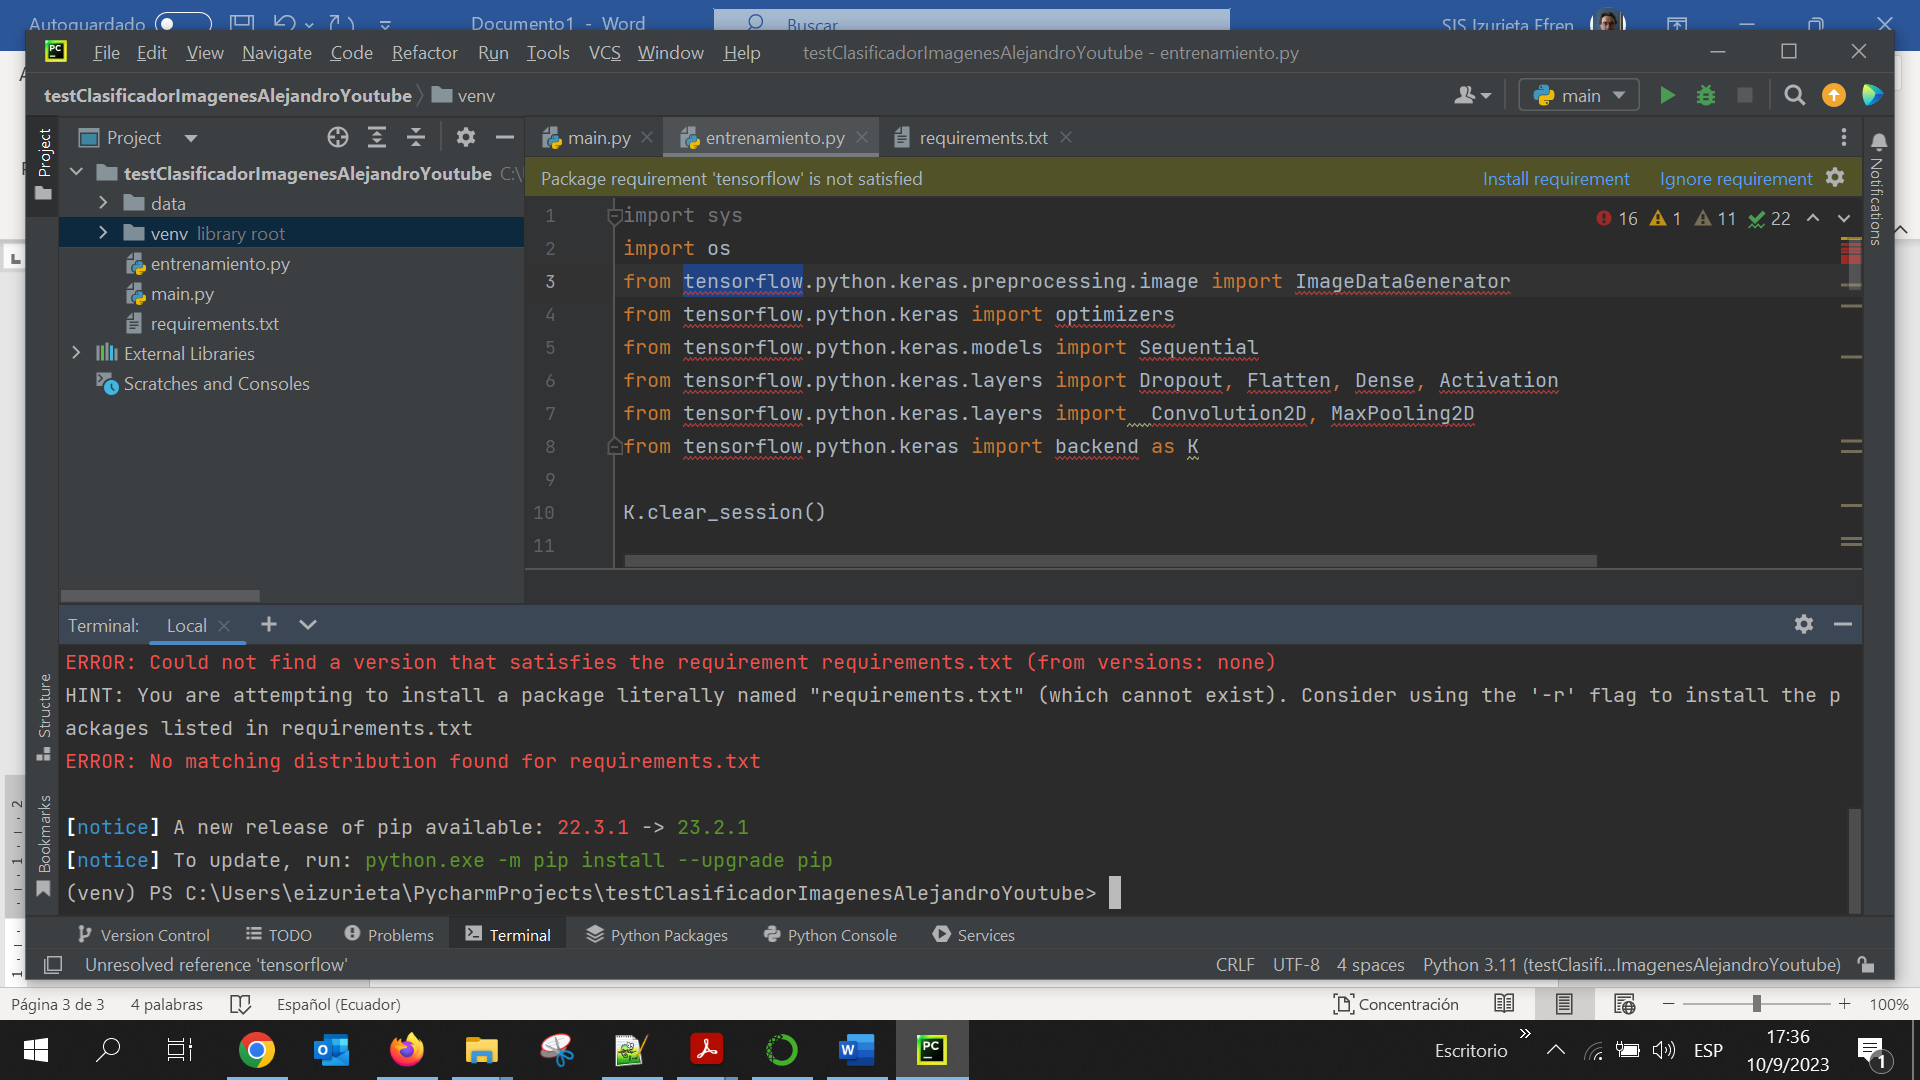 Autoguardado
Documento1 - Word
Buscar
SIS Izurieta Efren
PC
File Edit View Navigate Code Refactor Run Tools VCS Window Help
testClasificadorImagenesAlejandroYoutube - entrenamiento.py
testClasificadorImagenesAlejandroYoutube venv
main
Project
Project
main.py
entrenamiento.py
requirements.txt
Notifications
testClasificadorImagenesAlejandroYoutube C:\
data
venv library root
entrenamiento.py
main.py
requirements.txt
External Libraries
Scratches and Consoles
Package requirement 'tensorflow' is not satisfied
Install requirement
Ignore requirement
16 1 11 22
1 import sys
2 import os
3 from tensorflow.python.keras.preprocessing.image import ImageDataGenerator
4 from tensorflow.python.keras import optimizers
5 from tensorflow.python.keras.models import Sequential
6 from tensorflow.python.keras.layers import Dropout, Flatten, Dense, Activation
7 from tensorflow.python.keras.layers import  Convolution2D, MaxPooling2D
8 from tensorflow.python.keras import backend as K
9
10 K.clear_session()
11
Terminal: Local
ERROR: Could not find a version that satisfies the requirement requirements.txt (from versions: none)
HINT: You are attempting to install a package literally named "requirements.txt" (which cannot exist). Consider using the '-r' flag to install the p
ackages listed in requirements.txt
ERROR: No matching distribution found for requirements.txt
[notice] A new release of pip available: 22.3.1 -> 23.2.1
[notice] To update, run: python.exe -m pip install --upgrade pip
(venv) PS C:\Users\eizurieta\PycharmProjects\testClasificadorImagenesAlejandroYoutube>
Structure
Bookmarks
Version Control
TODO
Problems
Terminal
Python Packages
Python Console
Services
Unresolved reference 'tensorflow'
CRLF UTF-8 4 spaces Python 3.11 (testClasifi...ImagenesAlejandroYoutube)
Página 3 de 3
4 palabras
Español (Ecuador)
Concentración
100%
Escritorio
ESP
17:36
10/9/2023
1